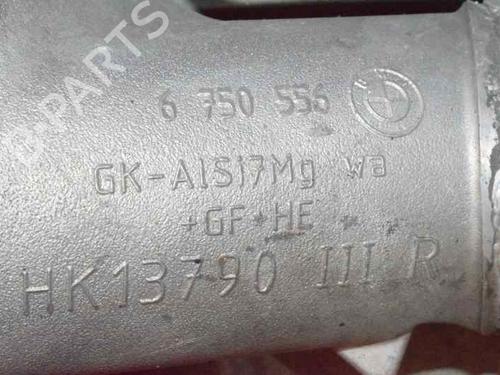 6 750 556
GK-AlSi7Mg wa
+GF+HE
HK13790 III R
D-PARTS